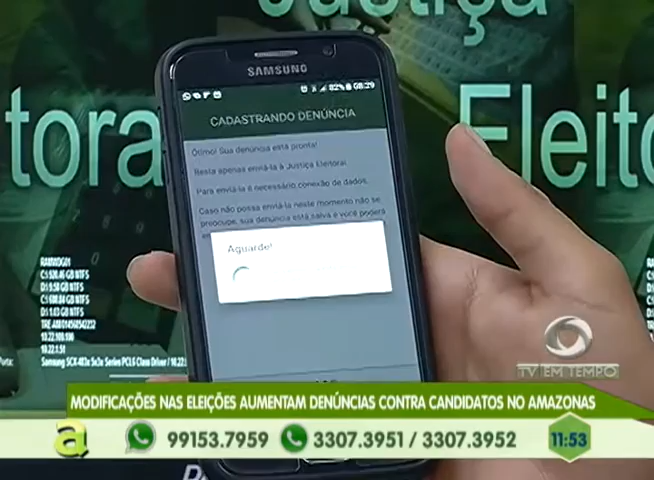 Justiça
toral
Eleito
SAMSUNG
82% 08:29
CADASTRANDO DENÚNCIA
Ótimo! Sua denúncia está pronta!
Resta apenas enviá-la à Justiça Eleitoral.
Para enviá-la é necessário conexão de dados.
Caso não possa enviá-la neste momento não se
preocupe, sua denúncia está salva e você poderá
Aguarde!
TV EM TEMPO
MODIFICAÇÕES NAS ELEIÇÕES AUMENTAM DENÚNCIAS CONTRA CANDIDATOS NO AMAZONAS
a 99153.7959 3307.3951 / 3307.3952 11:53